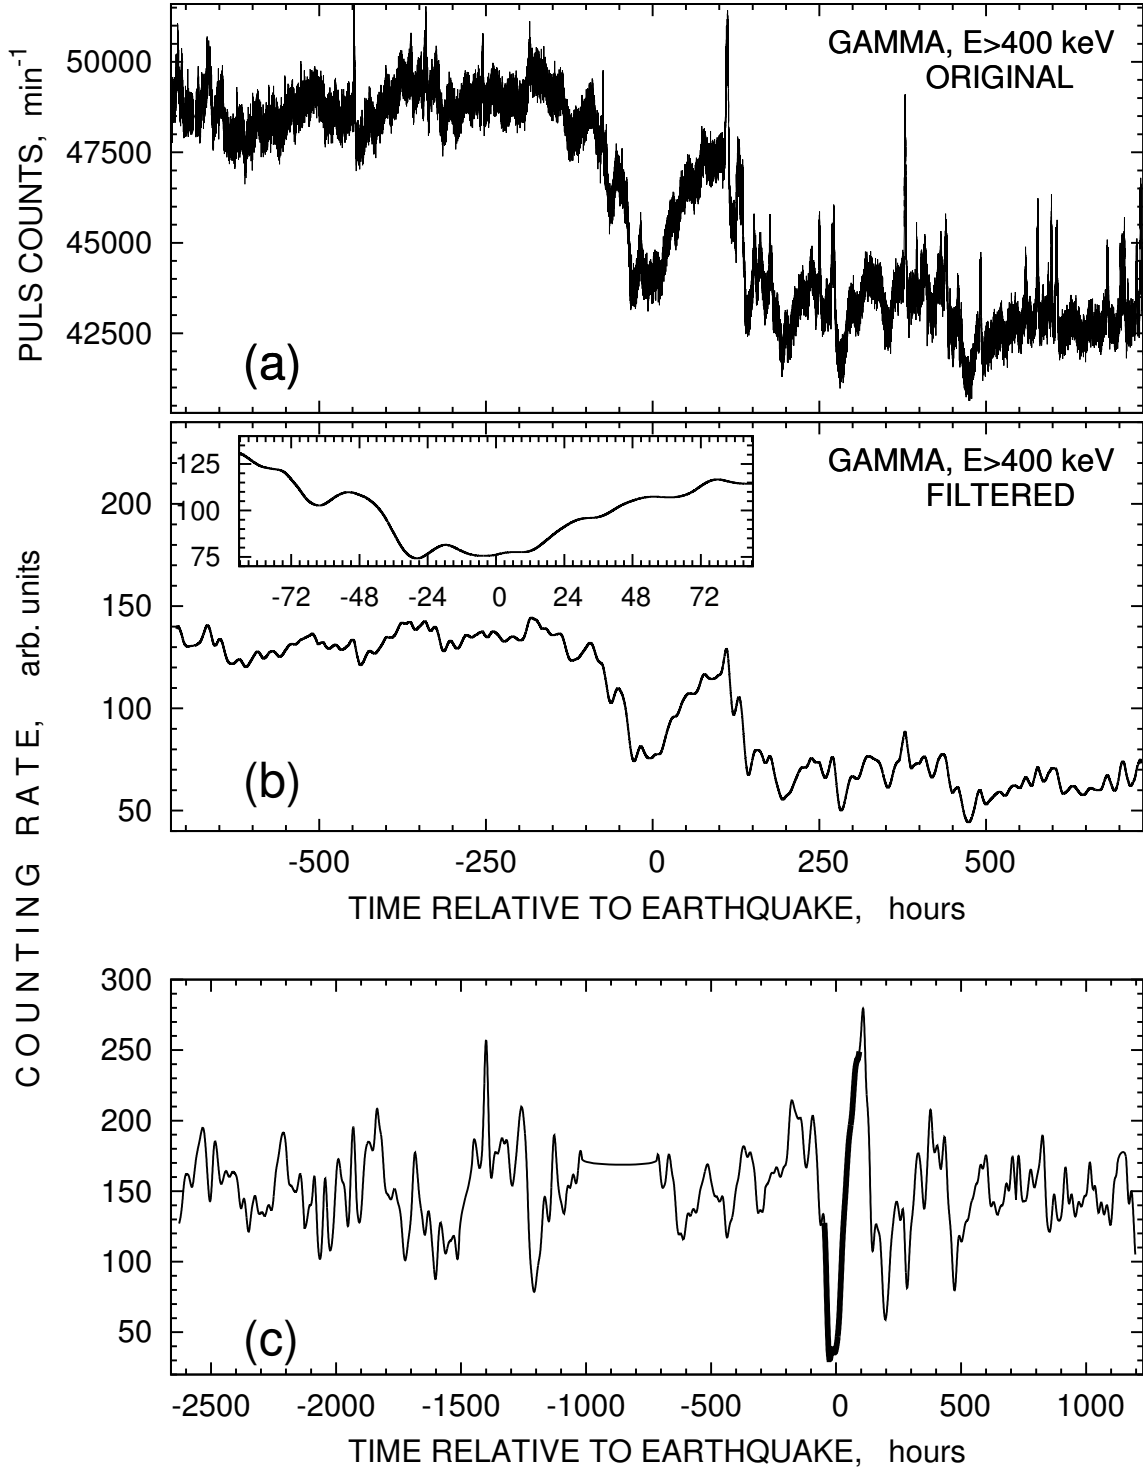 PULS COUNTS, min-1
50000
47500
45000
42500
GAMMA, E>400 keV
ORIGINAL
(a)
COUNTING RATE, arb. units
200
150
100
50
GAMMA, E>400 keV
FILTERED
125
100
75
-72 -48 -24 0 24 48 72
(b)
-500 -250 0 250 500
TIME RELATIVE TO EARTHQUAKE, hours
300
250
200
150
100
50
(c)
-2500 -2000 -1500 -1000 -500 0 500 1000
TIME RELATIVE TO EARTHQUAKE, hours